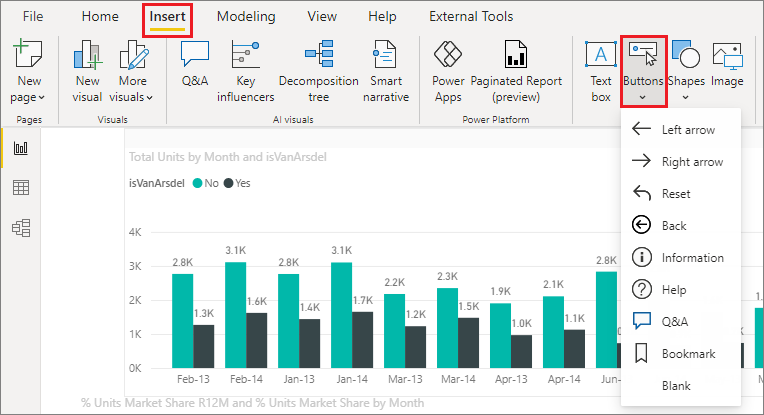 File Home Insert Modeling View Help External Tools
New page
New visual
More visuals
Q&A
Key influencers
Decomposition tree
Smart narrative
Power Apps
Paginated Report (preview)
Text box
Buttons
Shapes
Image
Pages Visuals AI visuals Power Platform
Left arrow
Right arrow
Reset
Back
Information
Help
Q&A
Bookmark
Blank
Total Units by Month and isVanArsdel
isVanArsdel No Yes
4K
3K
2K
1K
0K
2.8K 1.3K
3.1K 1.6K
2.8K 1.4K
3.1K 1.7K
2.2K 1.2K
2.3K 1.5K
1.9K 1.0K
2.1K 1.1K
2.8K
Feb-13 Feb-14 Jan-13 Jan-14 Mar-13 Mar-14 Apr-13 Apr-14
% Units Market Share R12M and % Units Market Share by Month